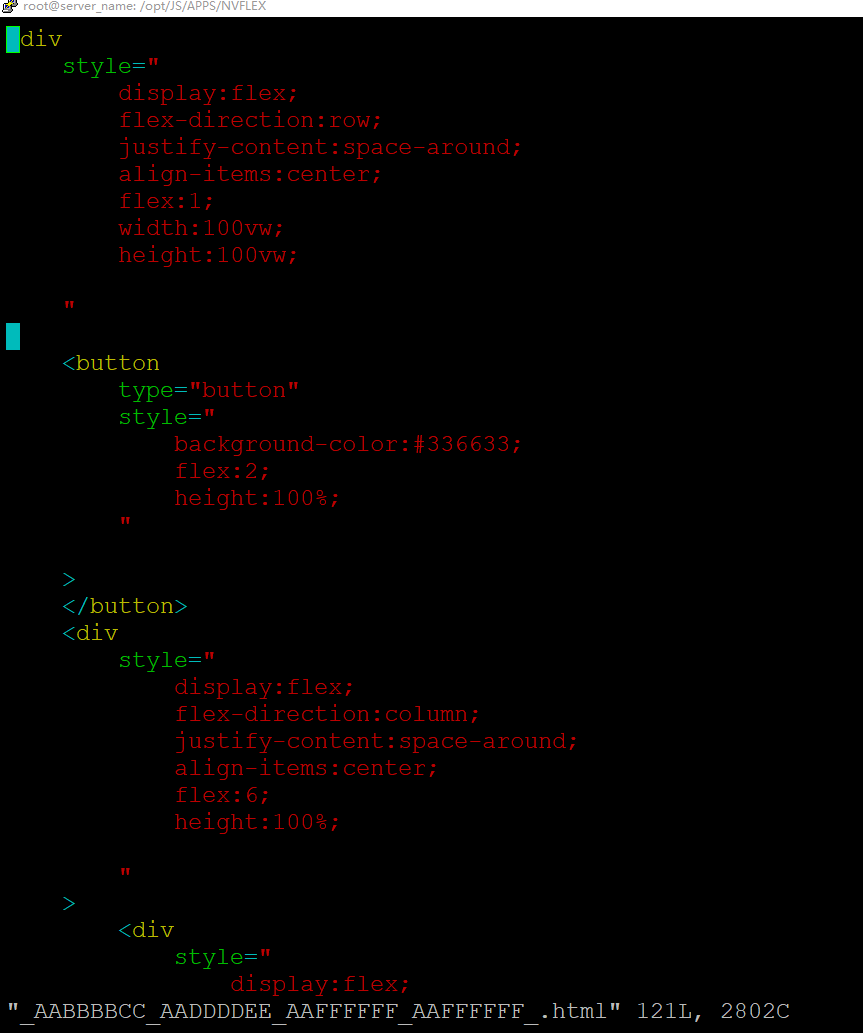 root@server_name: /opt/JS/APPS/NVFLEX
<div
style="
display:flex;
flex-direction:row;
justify-content:space-around;
align-items:center;
flex:1;
width:100vw;
height:100vw;
"
>
<button
type="button"
style="
background-color:#336633;
flex:2;
height:100%;
"
>
</button>
<div
style="
display:flex;
flex-direction:column;
justify-content:space-around;
align-items:center;
flex:6;
height:100%;
"
>
<div
style="
display:flex;
"_AABBBBCC_AADDDDEE_AAFFFFFF_AAFFFFFF_.html" 121L, 2802C